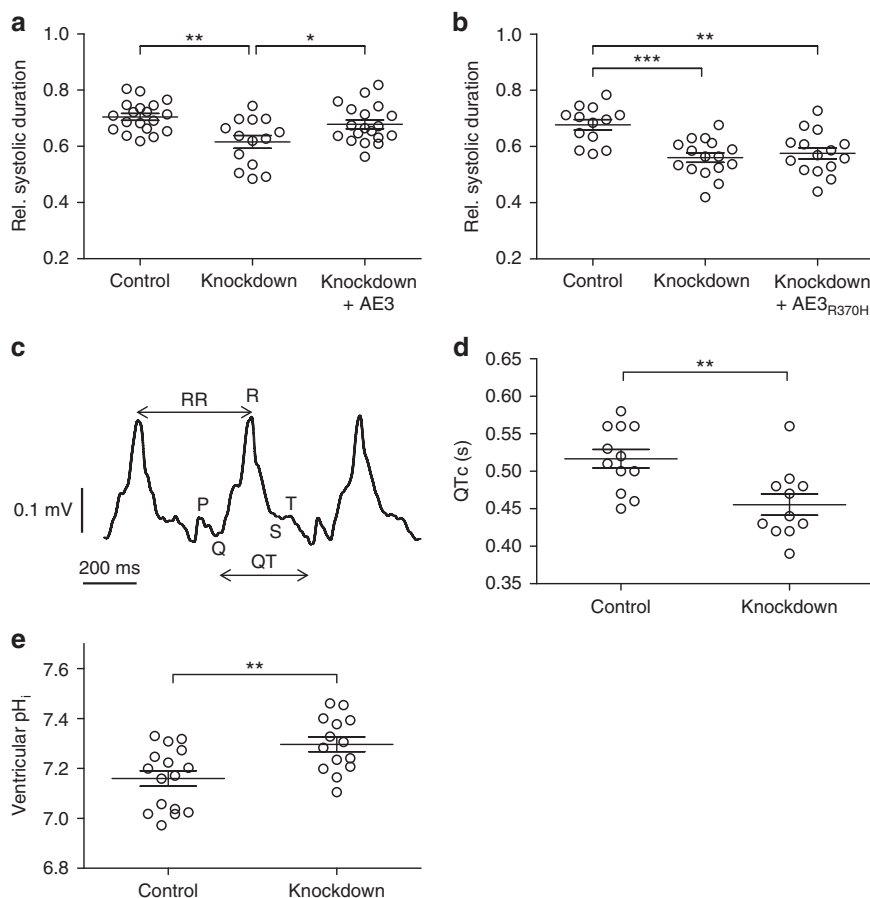 a
**
*
Rel. systolic duration
1.0
0.8
0.6
0.4
0.2
Control
Knockdown
Knockdown
+ AE3
b
**
***
Rel. systolic duration
1.0
0.8
0.6
0.4
0.2
Control
Knockdown
Knockdown
+ AE3R370H
c
RR
R
P
T
S
Q
QT
0.1 mV
200 ms
d
**
QTc (s)
0.65
0.60
0.55
0.50
0.45
0.40
0.35
Control
Knockdown
e
**
Ventricular pHi
7.6
7.4
7.2
7.0
6.8
Control
Knockdown